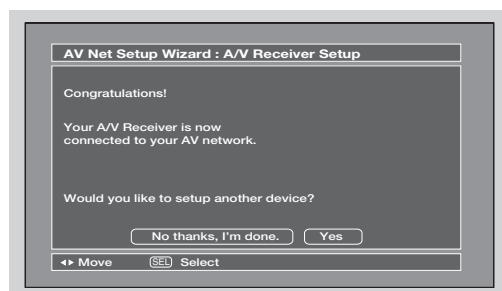 AV Net Setup Wizard : A/V Receiver Setup
Congratulations!
Your A/V Receiver is now
connected to your AV network.
Would you like to setup another device?
No thanks, I'm done. Yes
◂▸ Move SEL Select